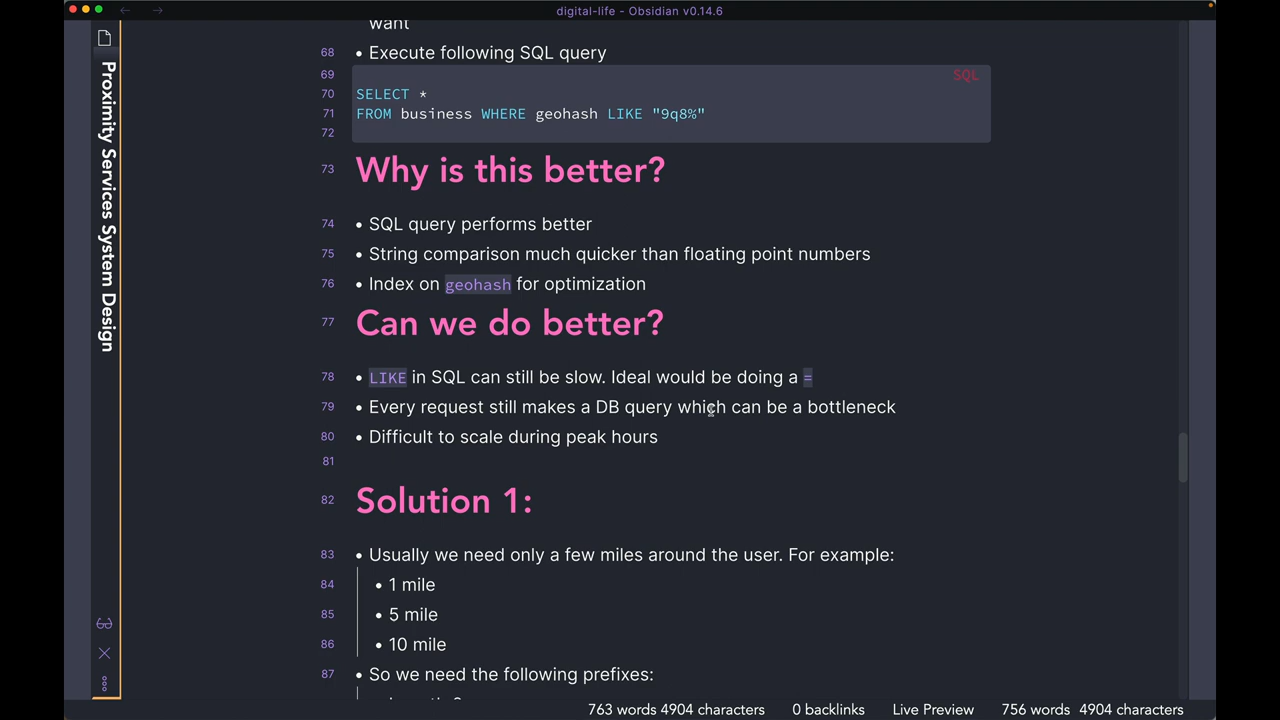 digital-life - Obsidian v0.14.6
Proximity Services System Design
want
68 • Execute following SQL query
69 SQL
70 SELECT *
71 FROM business WHERE geohash LIKE "9q8%"
72
73 Why is this better?
74 • SQL query performs better
75 • String comparison much quicker than floating point numbers
76 • Index on geohash for optimization
77 Can we do better?
78 • LIKE in SQL can still be slow. Ideal would be doing a =
79 • Every request still makes a DB query which can be a bottleneck
80 • Difficult to scale during peak hours
81
82 Solution 1:
83 • Usually we need only a few miles around the user. For example:
84 • 1 mile
85 • 5 mile
86 • 10 mile
87 • So we need the following prefixes:
763 words 4904 characters 0 backlinks Live Preview 756 words 4904 characters